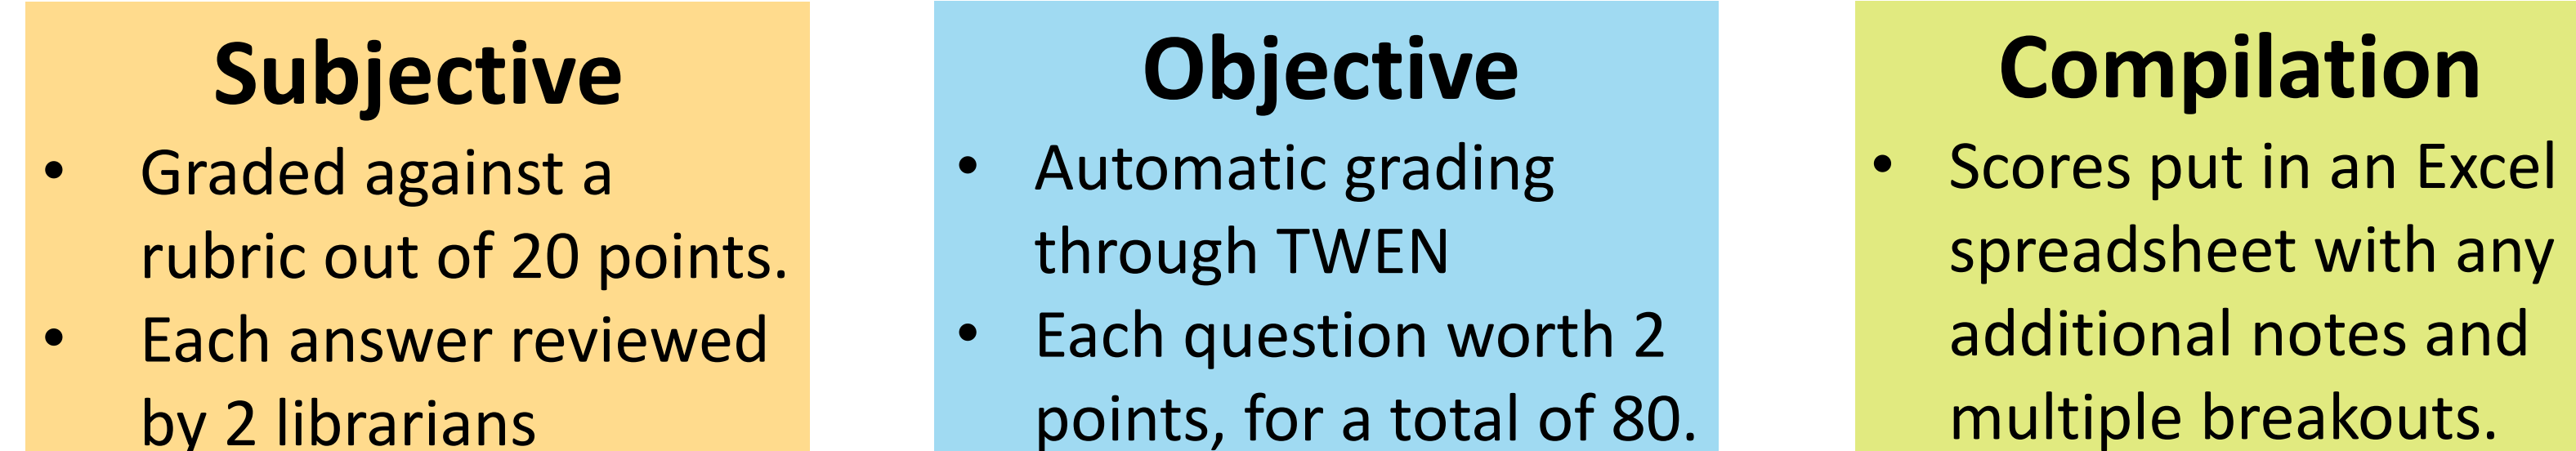 Subjective
• Graded against a
rubric out of 20 points.
• Each answer reviewed
by 2 librarians
Objective
• Automatic grading
through TWEN
• Each question worth 2
points, for a total of 80.
Compilation
• Scores put in an Excel
spreadsheet with any
additional notes and
multiple breakouts.